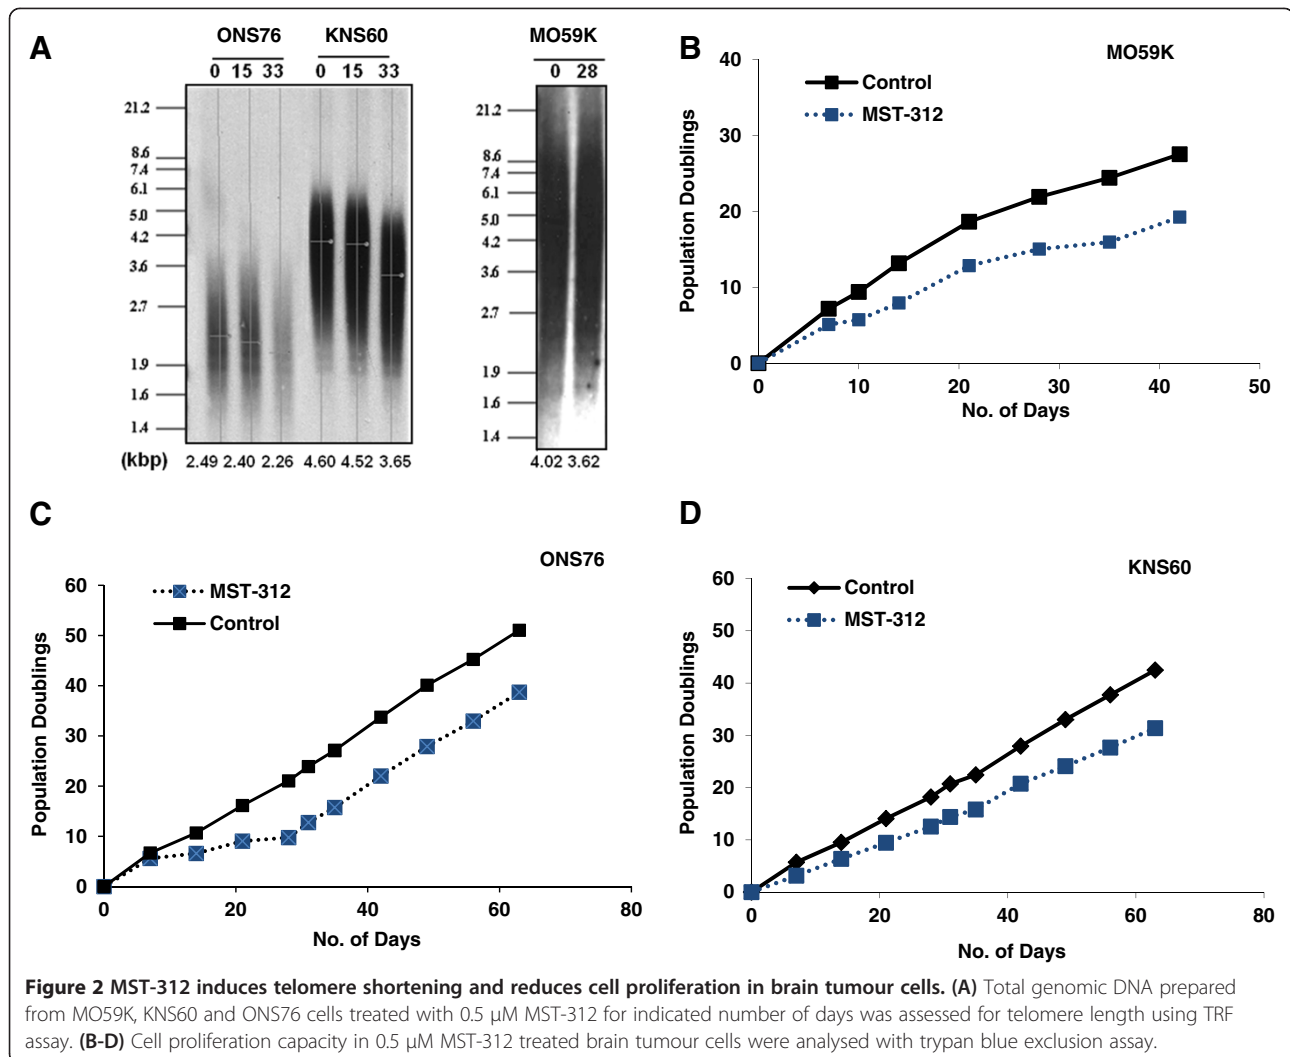 A
ONS76 KNS60 MO59K
0 15 33 0 15 33 0 28
21.2
8.6
7.4
6.1
5.0
4.2
3.6
2.7
1.9
1.6
1.4
(kbp) 2.49 2.40 2.26 4.60 4.52 3.65
21.2
8.6
7.4
6.1
5.0
4.2
3.6
2.7
1.9
1.6
1.4
4.02 3.62
B
MO59K
Control
MST-312
Population Doublings
40
30
20
10
0
0 10 20 30 40 50
No. of Days
C
ONS76
MST-312
Control
Population Doublings
60
50
40
30
20
10
0
0 20 40 60 80
No. of Days
D
KNS60
Control
MST-312
Population Doublings
60
50
40
30
20
10
0
0 20 40 60 80
No. of Days
Figure 2 MST-312 induces telomere shortening and reduces cell proliferation in brain tumour cells. (A) Total genomic DNA prepared
from MO59K, KNS60 and ONS76 cells treated with 0.5 μM MST-312 for indicated number of days was assessed for telomere length using TRF
assay. (B-D) Cell proliferation capacity in 0.5 μM MST-312 treated brain tumour cells were analysed with trypan blue exclusion assay.